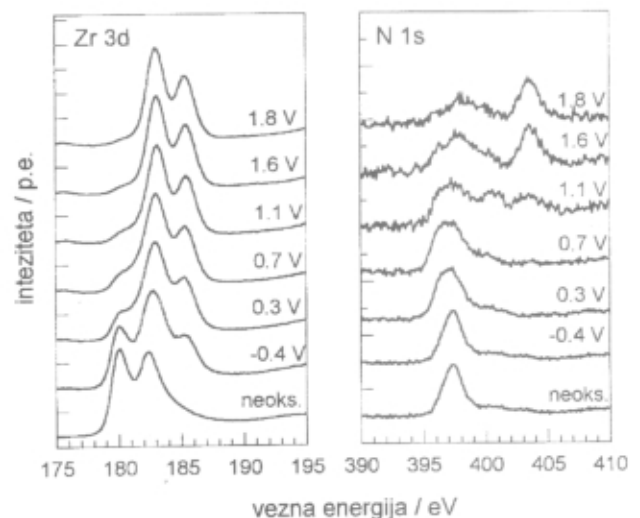 Zr 3d
1.8 V
1.6 V
1.1 V
0.7 V
0.3 V
-0.4 V
neoks.
175 180 185 190 195
N 1s
1.8 V
1.6 V
1.1 V
0.7 V
0.3 V
-0.4 V
neoks.
390 395 400 405 410
inteziteta / p.e.
vezna energija / eV